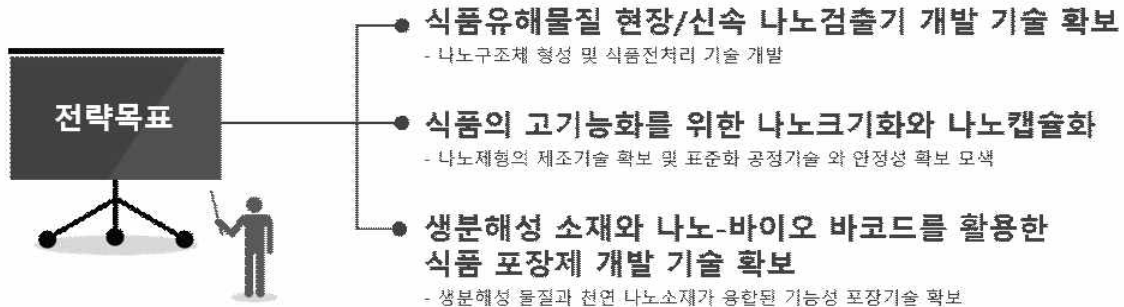 전략목표
식품유해물질 현장/신속 나노검출기 개발 기술 확보
- 나노구조체 형성 및 식품전처리 기술 개발
식품의 고기능화를 위한 나노크기화와 나노캡슐화
- 나노제형의 제조기술 확보 및 표준화 공정기술 와 안정성 확보 모색
생분해성 소재와 나노-바이오 바코드를 활용한
식품 포장제 개발 기술 확보
- 생분해성 물질과 천연 나노소재가 융합된 기능성 포장기술 확보